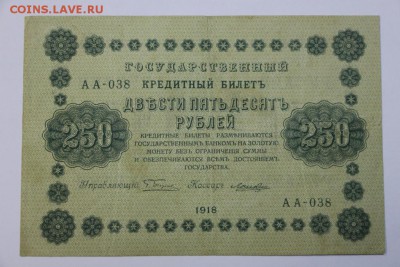 COINS.LAVE.RU
ГОСУДАРСТВЕННЫЙ
АА-038 КРЕДИТНЫЙ БИЛЕТЪ
ДВѢСТИ ПЯТЬДЕСЯТЪ
РУБЛЕЙ
250 250
КРЕДИТНЫЕ БИЛЕТЫ РАЗМѢНИВАЮТСЯ
ГОСУДАРСТВЕННЫМЪ БАНКОМЪ НА ЗОЛОТУЮ
МОНЕТУ БЕЗЪ ОГРАНИЧЕНІЯ СУММЫ
И ОБЕЗПЕЧИВАЮТСЯ ВСѢМЪ ДОСТОЯНІЕМЪ
ГОСУДАРСТВА.
Управляющій Кассиръ
АА-038
1918